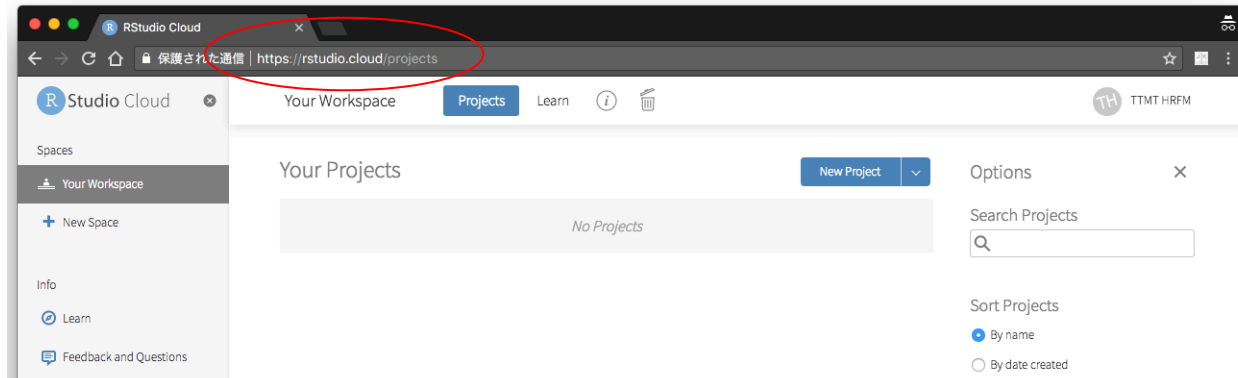 RStudio Cloud
保護された通信 | https://rstudio.cloud/projects
R Studio Cloud
Your Workspace
Projects
Learn
i
TH
TTMT HRFM
Spaces
Your Workspace
New Space
Info
Learn
Feedback and Questions
Your Projects
New Project
No Projects
Options
Search Projects
Sort Projects
By name
By date created